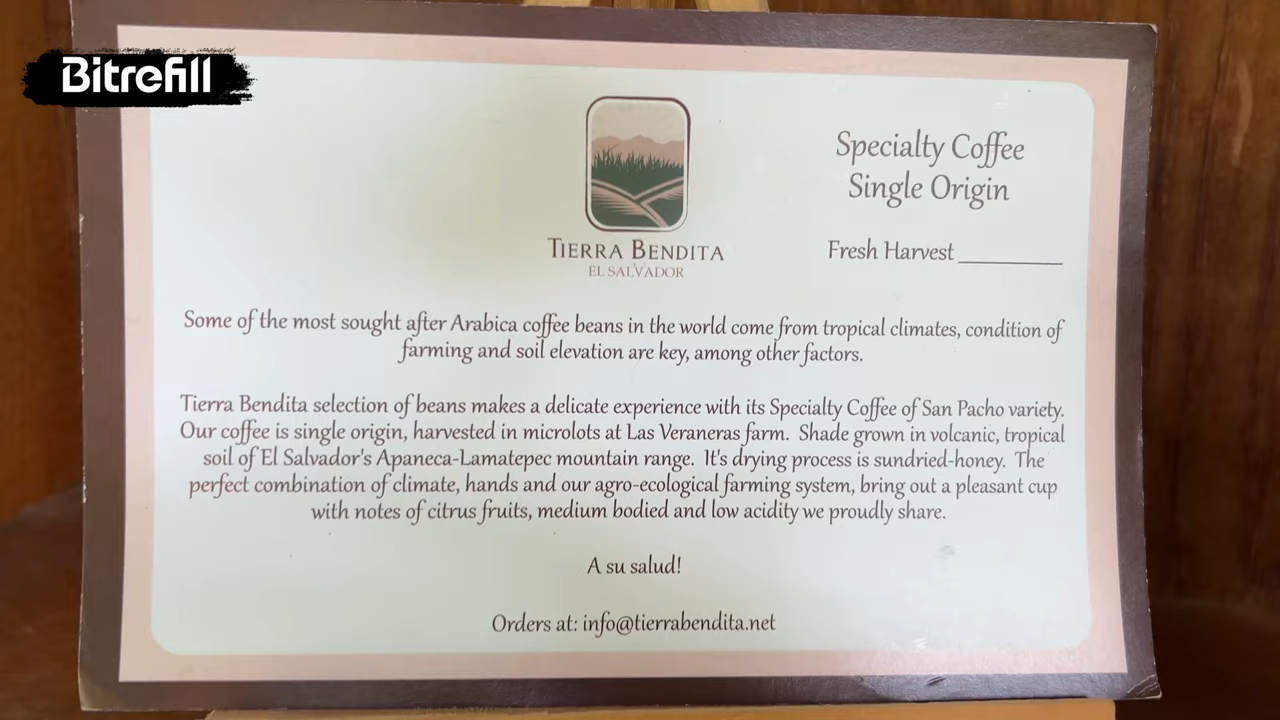 Bitrefill
Specialty Coffee
Single Origin
TIERRA BENDITA
EL SALVADOR
Fresh Harvest __________
Some of the most sought after Arabica coffee beans in the world come from tropical climates, condition of
farming and soil elevation are key, among other factors.
Tierra Bendita selection of beans makes a delicate experience with its Specialty Coffee of San Pacho variety.
Our coffee is single origin, harvested in microlots at Las Veraneras farm. Shade grown in volcanic, tropical
soil of El Salvador's Apaneca-Lamatepec mountain range. It's drying process is sundried-honey. The
perfect combination of climate, hands and our agro-ecological farming system, bring out a pleasant cup
with notes of citrus fruits, medium bodied and low acidity we proudly share.
A su salud!
Orders at: info@tierrabendita.net